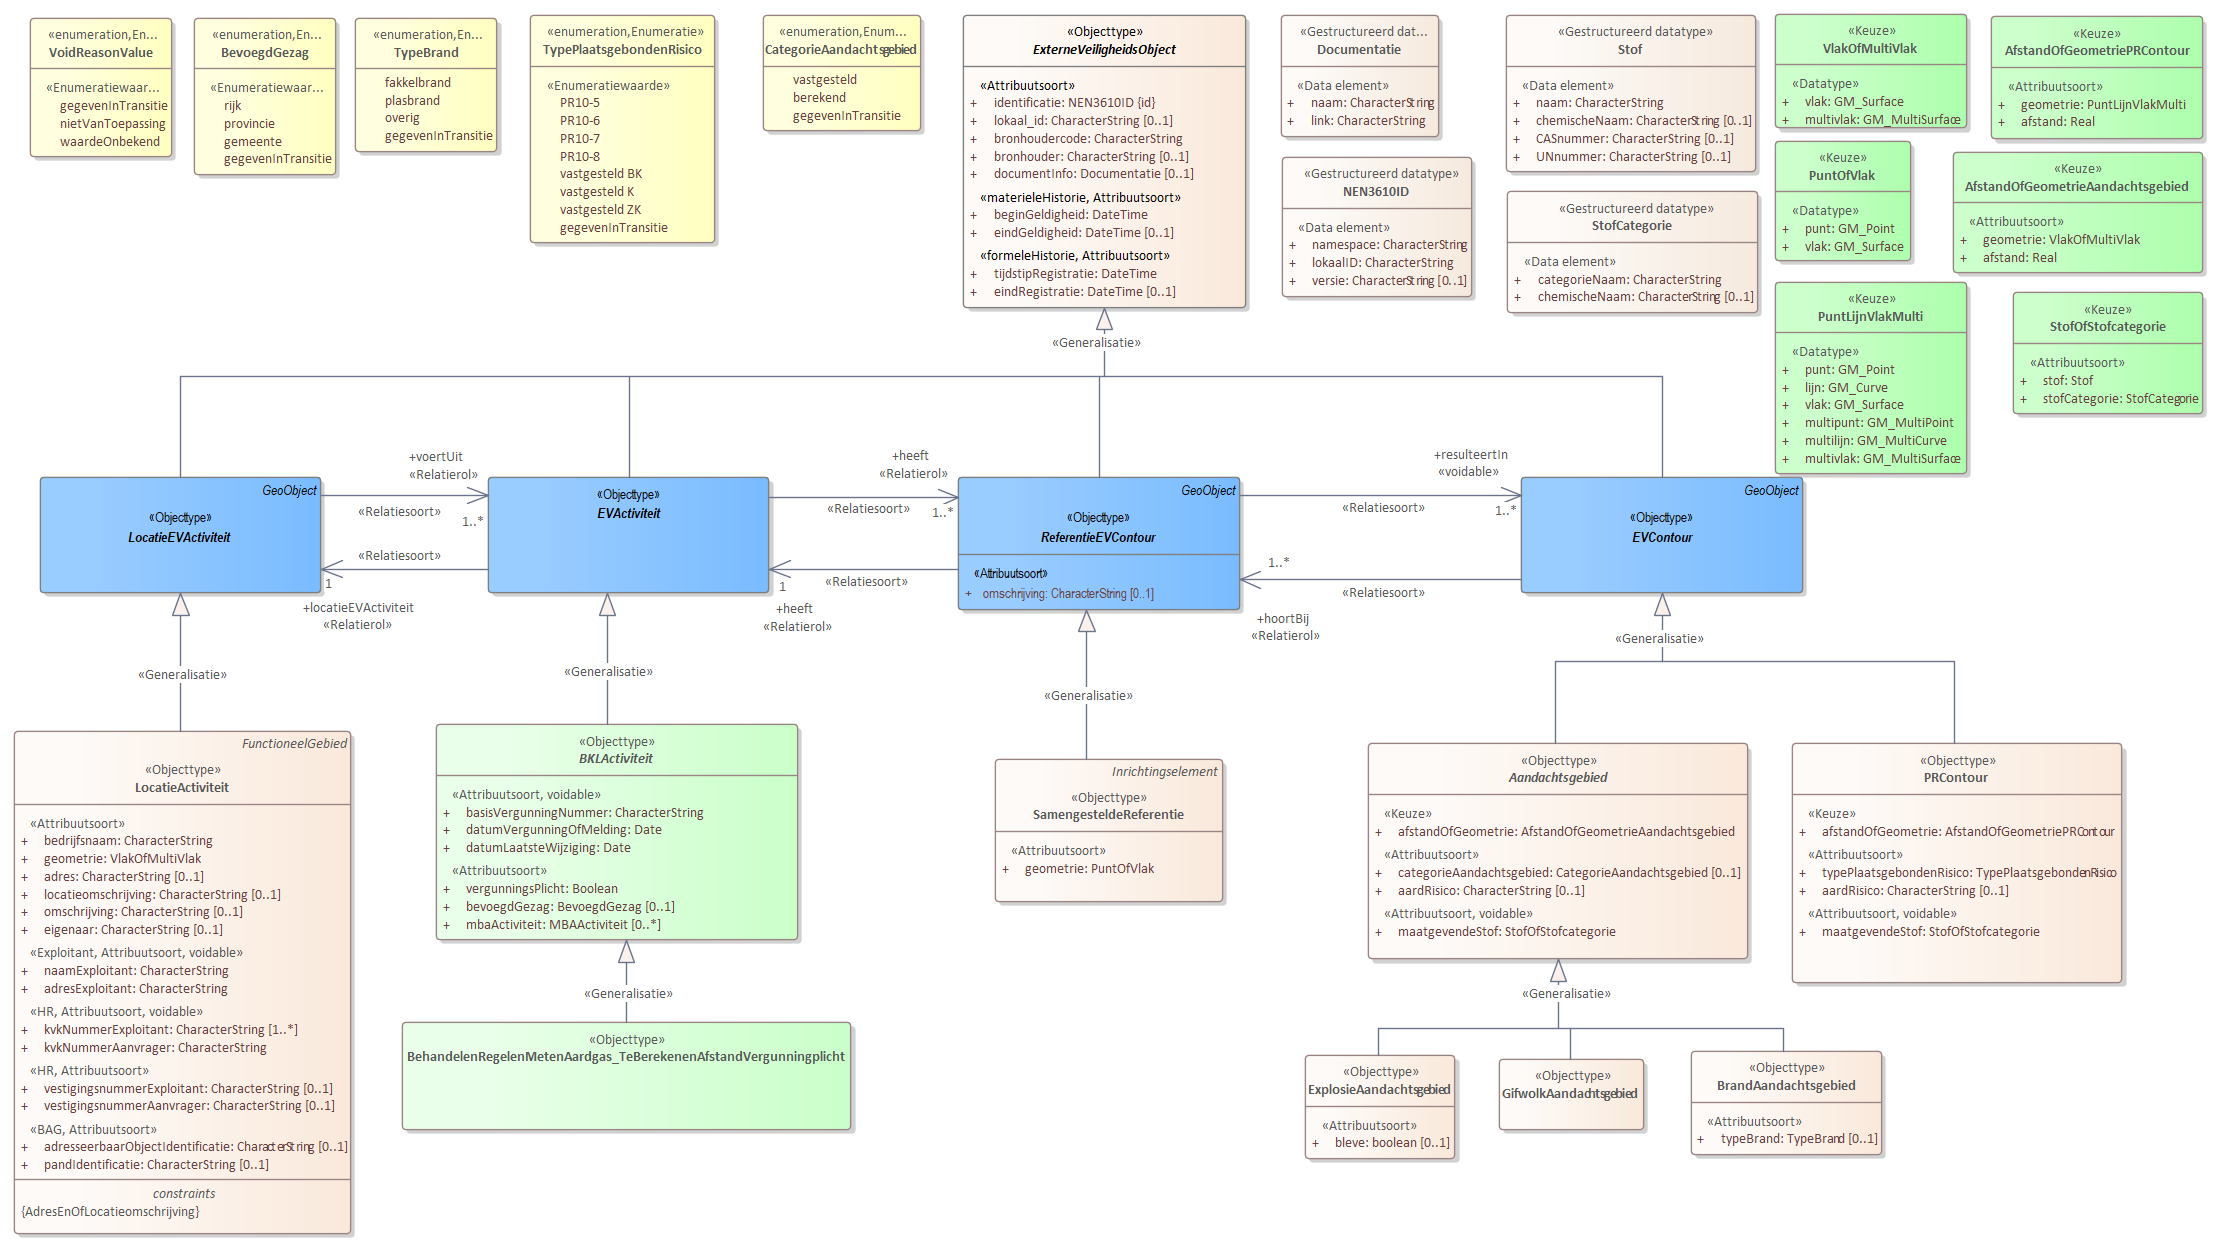 «enumeration,En...
VoidReasonValue
«Enumeratiewaar...
gegevenInTransitie
nietVanToepassing
waardeOnbekend
«enumeration,En...
BevoegdGezag
«Enumeratiewaar...
+ rijk
provincie
gemeente
gegevenInTransitie
«enumeration,En...
TypeBrand
fakkelbrand
plasbrand
overig
gegevenInTransitie
«enumeration,Enumeratie»
TypePlaatsgebondenRisico
«Enumeratiewaarde»
PR10-5
PR10-6
PR10-7
PR10-8
vastgesteld BK
vastgesteld K
vastgesteld ZK
gegevenInTransitie
«enumeration,Enum...
CategorieAandachtsgebied
vastgesteld
berekend
gegevenInTransitie
«Objecttype»
ExterneVeiligheidsObject
«Attribuutsoort»
+ identificatie: NEN3610ID {id}
+ lokaal_id: CharacterString [0..1]
+ bronhoudercode: CharacterString
+ bronhouder: CharacterString [0..1]
+ documentInfo: Documentatie [0..1]
«materieleHistorie, Attribuutsoort»
+ beginGeldigheid: DateTime
+ eindGeldigheid: DateTime [0..1]
«formeleHistorie, Attribuutsoort»
+ tijdstipRegistratie: DateTime
+ eindRegistratie: DateTime [0..1]
«Gestructureerd dat...
Documentatie
«Data element»
+ naam: CharacterString
+ link: CharacterString
«Gestructureerd datatype»
NEN3610ID
«Data element»
+ namespace: CharacterString
+ lokaalID: CharacterString
+ versie: CharacterString [0..1]
«Gestructureerd datatype»
Stof
«Data element»
+ naam: CharacterString
+ chemischeNaam: CharacterString [0..1]
+ CASnummer: CharacterString [0..1]
+ UNnummer: CharacterString [0..1]
«Gestructureerd datatype»
StofCategorie
«Data element»
+ categorieNaam: CharacterString
+ chemischeNaam: CharacterString [0..1]
«Keuze»
VlakOfMultiVlak
«Datatype»
+ vlak: GM_Surface
+ multivlak: GM_MultiSurface
«Keuze»
PuntOfVlak
«Datatype»
+ punt: GM_Point
+ vlak: GM_Surface
«Keuze»
PuntLijnVlakMulti
«Datatype»
+ punt: GM_Point
+ lijn: GM_Curve
+ vlak: GM_Surface
+ multipunt: GM_MultiPoint
+ multilijn: GM_MultiCurve
+ multivlak: GM_MultiSurface
«Keuze»
AfstandOfGeometriePRContour
«Attribuutsoort»
+ geometrie: PuntLijnVlakMulti
+ afstand: Real
«Keuze»
AfstandOfGeometrieAandachtsgebied
«Attribuutsoort»
+ geometrie: VlakOfMultiVlak
+ afstand: Real
«Keuze»
StofOfStofcategorie
«Attribuutsoort»
+ stof: Stof
+ stofCategorie: StofCategorie
«Generalisatie»
GeoObject
«Objecttype»
LocatieEVActiviteit
+voertUit
«Relatierol»
«Relatiesoort»
1..*
«Relatiesoort»
1
+locatieEVActiviteit
«Relatierol»
«Objecttype»
EVActiviteit
+heeft
«Relatierol»
«Relatiesoort»
1..*
«Relatiesoort»
1
+heeft
«Relatierol»
GeoObject
«Objecttype»
ReferentieEVContour
«Attribuutsoort»
+ omschrijving: CharacterString [0..1]
+resulteertIn
«voidable»
«Relatiesoort»
1..*
1..*
«Relatiesoort»
+hoortBij
«Relatierol»
GeoObject
«Objecttype»
EVContour
«Generalisatie»
«Generalisatie»
«Generalisatie»
«Generalisatie»
FunctioneelGebied
«Objecttype»
LocatieActiviteit
«Attribuutsoort»
+ bedrijfsnaam: CharacterString
+ geometrie: VlakOfMultiVlak
+ adres: CharacterString [0..1]
+ locatieomschrijving: CharacterString [0..1]
+ omschrijving: CharacterString [0..1]
+ eigenaar: CharacterString [0..1]
«Exploitant, Attribuutsoort, voidable»
+ naamExploitant: CharacterString
+ adresExploitant: CharacterString
«HR, Attribuutsoort, voidable»
+ kvkNummerExploitant: CharacterString [1..*]
+ kvkNummerAanvrager: CharacterString
«HR, Attribuutsoort»
+ vestigingsnummerExploitant: CharacterString [0..1]
+ vestigingsnummerAanvrager: CharacterString [0..1]
«BAG, Attribuutsoort»
+ adresseerbaarObjectIdentificatie: CharacterString [0..1]
+ pandIdentificatie: CharacterString [0..1]
constraints
{AdresEnOfLocatieomschrijving}
«Objecttype»
BKLActiviteit
«Attribuutsoort, voidable»
+ basisVergunningNummer: CharacterString
+ datumVergunningOfMelding: Date
+ datumLaatsteWijziging: Date
«Attribuutsoort»
+ vergunningsPlicht: Boolean
+ bevoegdGezag: BevoegdGezag [0..1]
+ mbaActiviteit: MBAActiviteit [0..*]
«Generalisatie»
«Objecttype»
BehandelenRegelenMetenAardgas_TeBerekenenAfstandVergunningplicht
Inrichtingselement
«Objecttype»
SamengesteldeReferentie
«Attribuutsoort»
+ geometrie: PuntOfVlak
«Objecttype»
Aandachtsgebied
«Keuze»
+ afstandOfGeometrie: AfstandOfGeometrieAandachtsgebied
«Attribuutsoort»
+ categorieAandachtsgebied: CategorieAandachtsgebied [0..1]
+ aardRisico: CharacterString [0..1]
«Attribuutsoort, voidable»
+ maatgevendeStof: StofOfStofcategorie
«Objecttype»
PRContour
«Keuze»
+ afstandOfGeometrie: AfstandOfGeometriePRContour
«Attribuutsoort»
+ typePlaatsgebondenRisico: TypePlaatsgebondenRisico
+ aardRisico: CharacterString [0..1]
«Attribuutsoort, voidable»
+ maatgevendeStof: StofOfStofcategorie
«Generalisatie»
«Objecttype»
ExplosieAandachtsgebied
«Attribuutsoort»
+ bleve: boolean [0..1]
«Objecttype»
GifwolkAandachtsgebied
«Objecttype»
BrandAandachtsgebied
«Attribuutsoort»
+ typeBrand: TypeBrand [0..1]